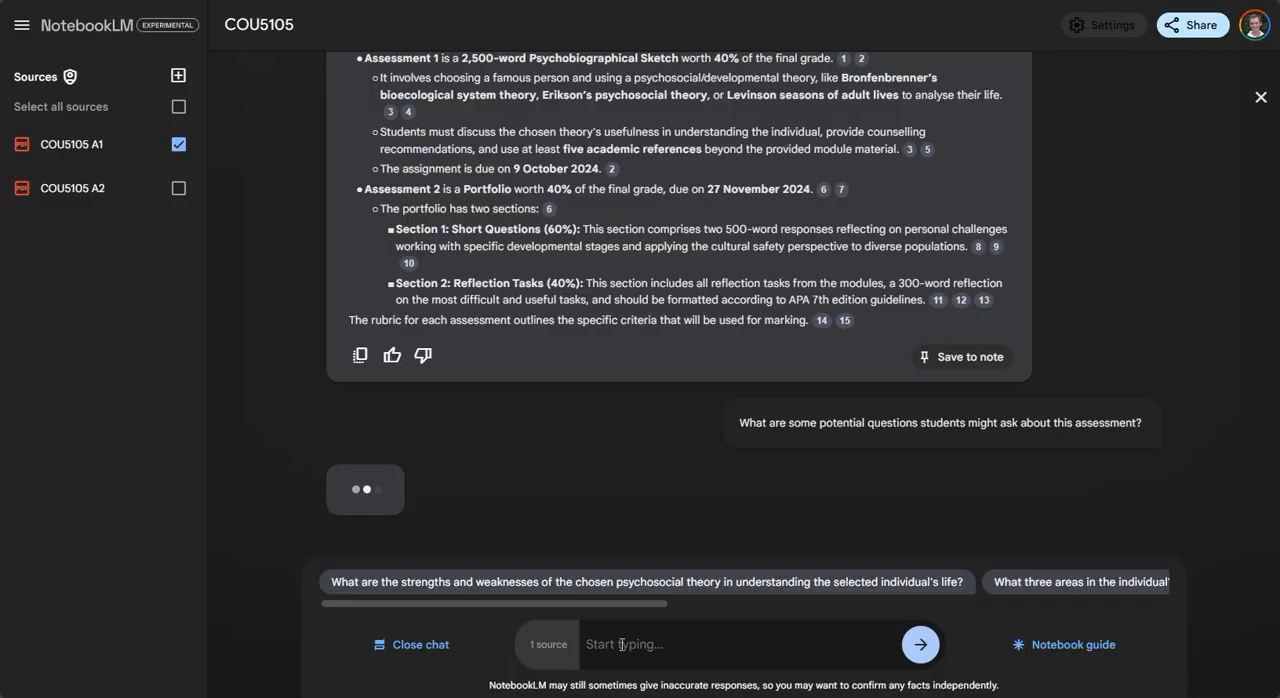 NotebookLM EXPERIMENTAL
COU5105
Settings
Share
Sources
Select all sources
PDF COU5105 A1
PDF COU5105 A2
• Assessment 1 is a 2,500-word Psychobiographical Sketch worth 40% of the final grade. 1 2
○ It involves choosing a famous person and using a psychosocial/developmental theory, like Bronfenbrenner's
bioecological system theory, Erikson's psychosocial theory, or Levinson seasons of adult lives to analyse their life.
3 4
○ Students must discuss the chosen theory's usefulness in understanding the individual, provide counselling
recommendations, and use at least five academic references beyond the provided module material. 3 5
○ The assignment is due on 9 October 2024. 2
• Assessment 2 is a Portfolio worth 40% of the final grade, due on 27 November 2024. 6 7
○ The portfolio has two sections: 6
■ Section 1: Short Questions (60%): This section comprises two 500-word responses reflecting on personal challenges
working with specific developmental stages and applying the cultural safety perspective to diverse populations. 8 9
10
■ Section 2: Reflection Tasks (40%): This section includes all reflection tasks from the modules, a 300-word reflection
on the most difficult and useful tasks, and should be formatted according to APA 7th edition guidelines. 11 12 13
The rubric for each assessment outlines the specific criteria that will be used for marking. 14 15
Save to note
What are some potential questions students might ask about this assessment?
What are the strengths and weaknesses of the chosen psychosocial theory in understanding the selected individual's life?
What three areas in the individual'
Close chat
1 source
Start typing...
Notebook guide
NotebookLM may still sometimes give inaccurate responses, so you may want to confirm any facts independently.